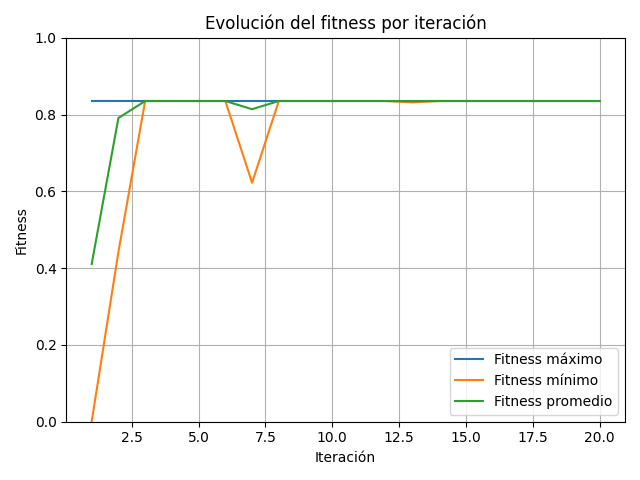 Evolución del fitness por iteración
1.0
0.8
0.6
0.4
0.2
0.0
Fitness
Fitness máximo
Fitness mínimo
Fitness promedio
2.5 5.0 7.5 10.0 12.5 15.0 17.5 20.0
Iteración